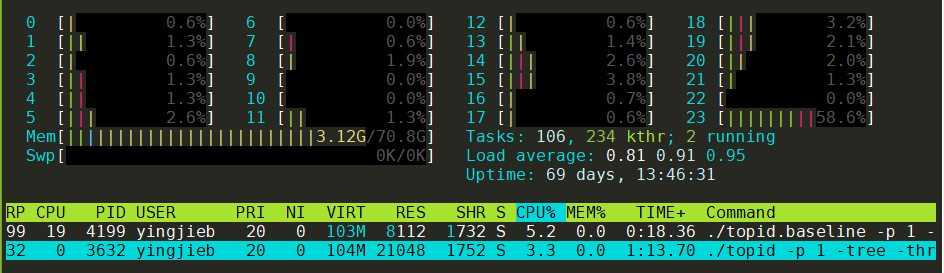 0 [| 0.6%] 6 [ 0.0%] 12 [| 0.6%] 18 [||| 3.2%]
1 [|| 1.3%] 7 [| 0.6%] 13 [|| 1.4%] 19 [||| 2.1%]
2 [| 0.6%] 8 [| 1.9%] 14 [||| 2.6%] 20 [|| 2.0%]
3 [|| 1.3%] 9 [ 0.0%] 15 [||| 3.8%] 21 [| 1.3%]
4 [|| 1.3%] 10 [ 0.0%] 16 [| 0.7%] 22 [ 0.0%]
5 [||| 2.6%] 11 [|| 1.3%] 17 [| 0.6%] 23 [|||||||||58.6%]
Mem[||||||||||||||||||||||||3.12G/70.8G] Tasks: 106, 234 kthr; 2 running
Swp[ 0K/0K] Load average: 0.81 0.91 0.95
Uptime: 69 days, 13:46:31
RP CPU PID USER PRI NI VIRT RES SHR S CPU% MEM% TIME+ Command
99 19 4199 yingjieb 20 0 103M 8112 1732 S 5.2 0.0 0:18.36 ./topid.baseline -p 1 -
32 0 3632 yingjieb 20 0 104M 21048 1752 S 3.3 0.0 1:13.70 ./topid -p 1 -tree -thr